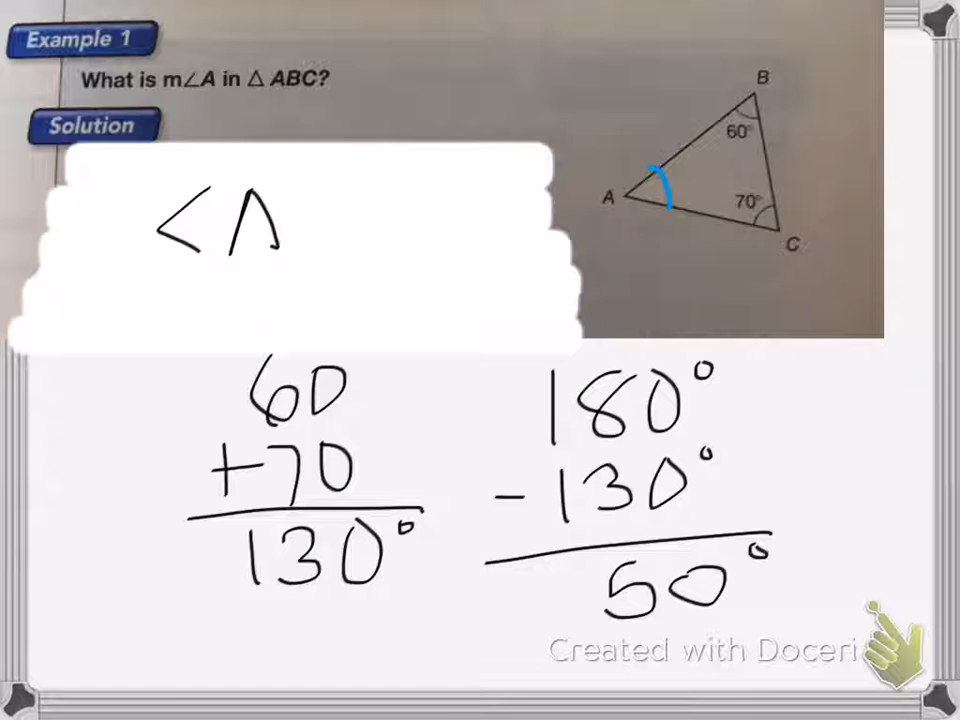 Example 1
What is m∠A in △ ABC?
Solution
B
60°
A
70°
C
<A
60
+70
130°
180°
-130°
50°
Created with Doceri